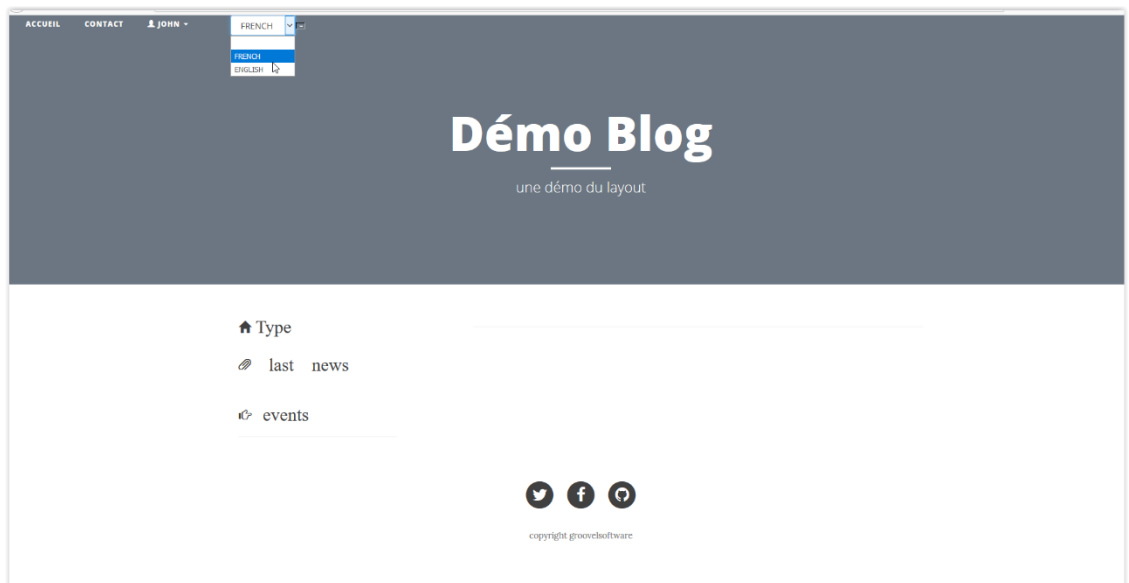 ACCUEIL CONTACT JOHN FRENCH
FRENCH
ENGLISH
Démo Blog
une démo du layout
Type
last news
events
copyright groovelsoftware